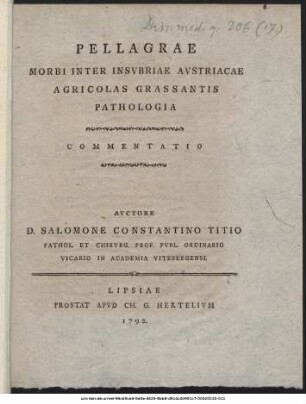 Diss. med. q. 306 (17)
PELLAGRAE
MORBI INTER INSVBRIAE AVSTRIACAE
AGRICOLAS GRASSANTIS
PATHOLOGIA
COMMENTATIO
AVCTORE
D. SALOMONE CONSTANTINO TITIO
PATHOL. ET CHIRVRG. PROF. PVBL. ORDINARIO
VICARIO IN ACADEMIA VITEBERGENSI.
LIPSIAE
PROSTAT APVD CH. G. HERTELIVM
1792.